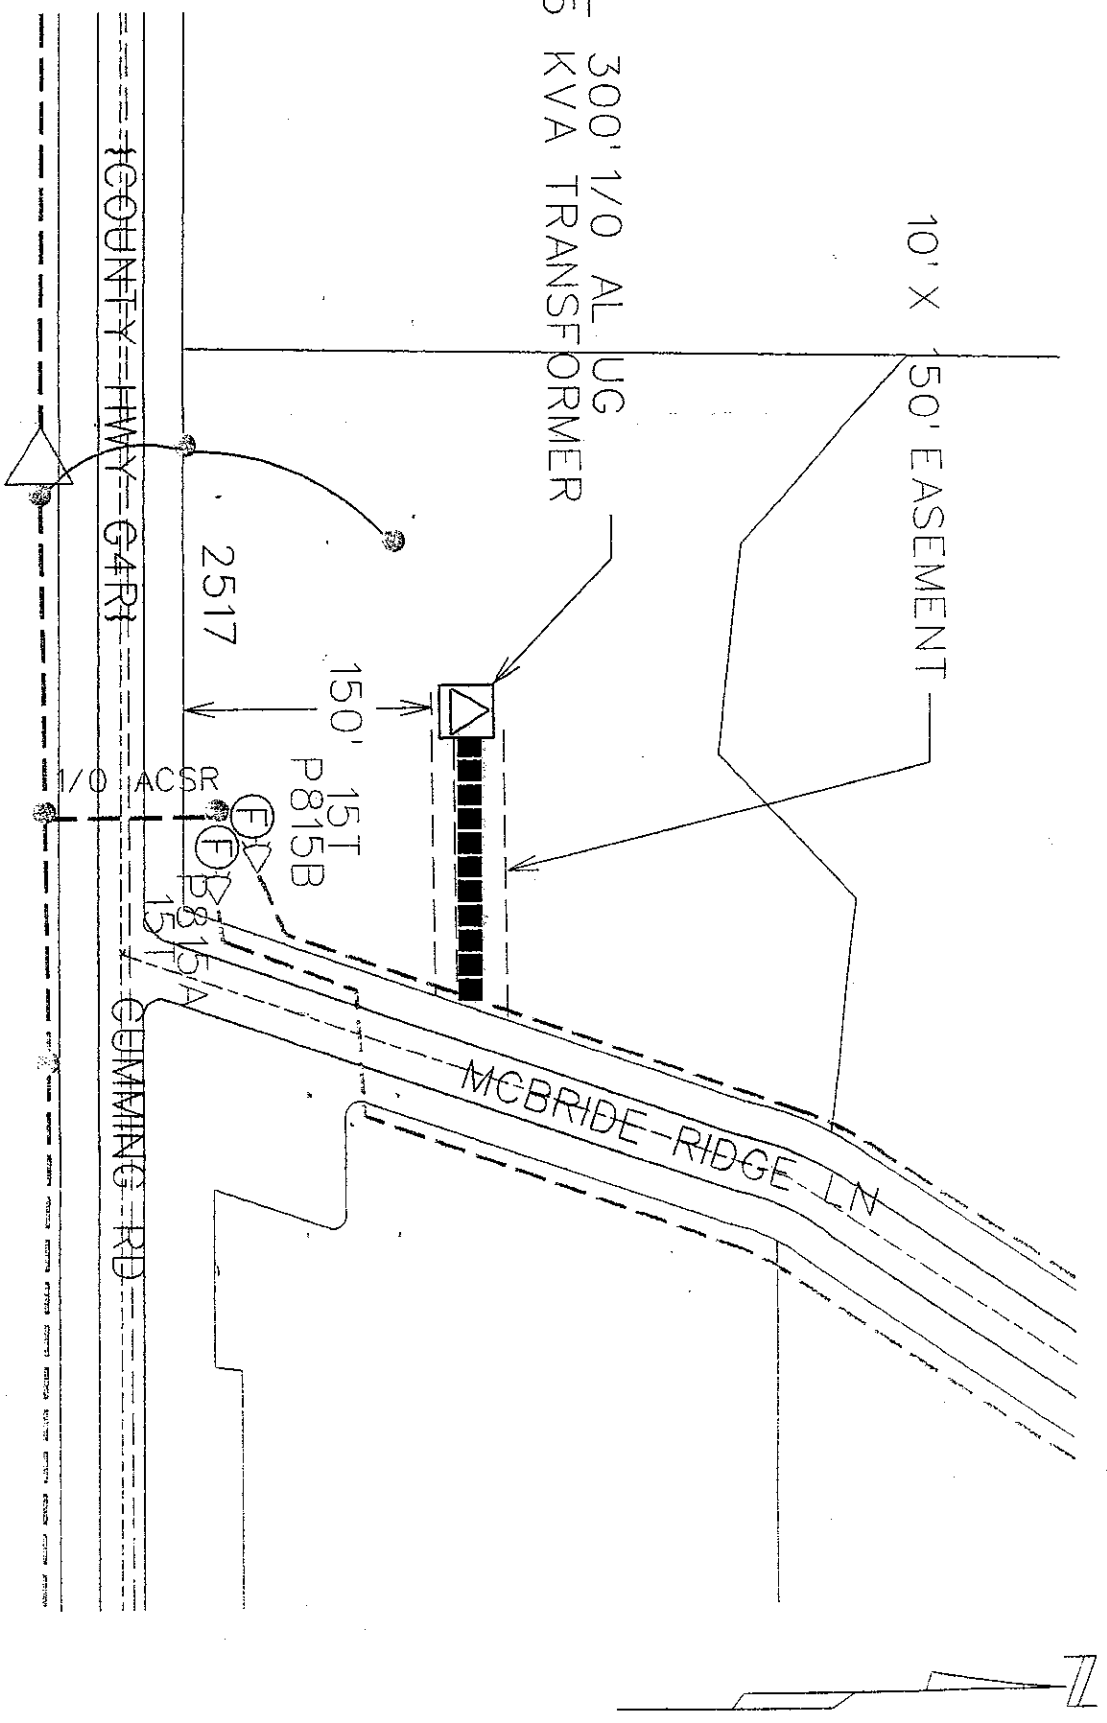 10' X 150' EASEMENT
300' 1/0 AL UG
KVA TRANSFORMER
150'
15T
P815B
2517
1/0 ACSR
F
F
P815A
15T
{COUNTY HWY G4R}
CUMMING RD
MCBRIDE RIDGE LN
N